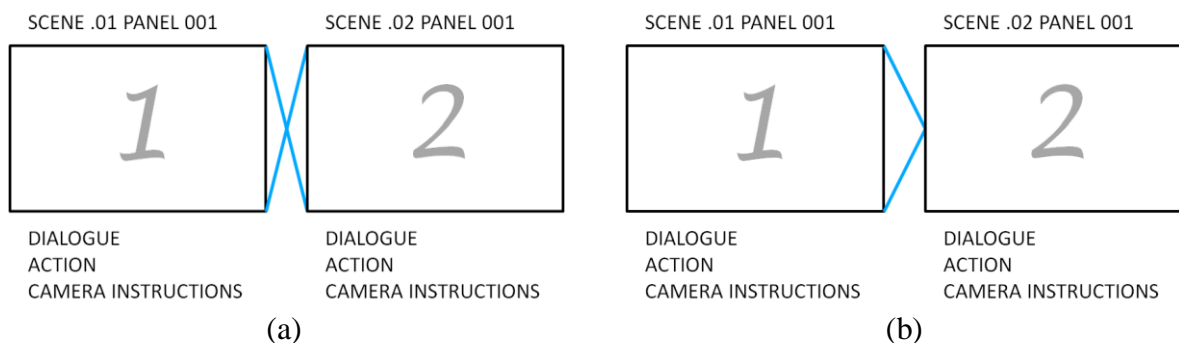 SCENE .01 PANEL 001
SCENE .02 PANEL 001
1
2
DIALOGUE
ACTION
CAMERA INSTRUCTIONS
DIALOGUE
ACTION
CAMERA INSTRUCTIONS
(a)
SCENE .01 PANEL 001
SCENE .02 PANEL 001
1
2
DIALOGUE
ACTION
CAMERA INSTRUCTIONS
DIALOGUE
ACTION
CAMERA INSTRUCTIONS
(b)